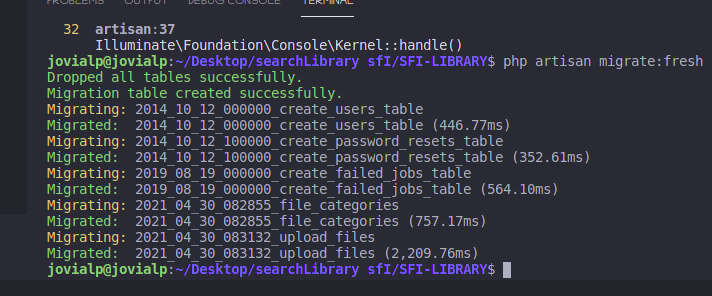 PROBLEMS OUTPUT DEBUG CONSOLE TERMINAL
32 artisan:37
Illuminate\Foundation\Console\Kernel::handle()
jovialp@jovialp:~/Desktop/searchLibrary sfI/SFI-LIBRARY$ php artisan migrate:fresh
Dropped all tables successfully.
Migration table created successfully.
Migrating: 2014_10_12_000000_create_users_table
Migrated: 2014_10_12_000000_create_users_table (446.77ms)
Migrating: 2014_10_12_100000_create_password_resets_table
Migrated: 2014_10_12_100000_create_password_resets_table (352.61ms)
Migrating: 2019_08_19_000000_create_failed_jobs_table
Migrated: 2019_08_19_000000_create_failed_jobs_table (564.10ms)
Migrating: 2021_04_30_082855_file_categories
Migrated: 2021_04_30_082855_file_categories (757.17ms)
Migrating: 2021_04_30_083132_upload_files
Migrated: 2021_04_30_083132_upload_files (2,209.76ms)
jovialp@jovialp:~/Desktop/searchLibrary sfI/SFI-LIBRARY$